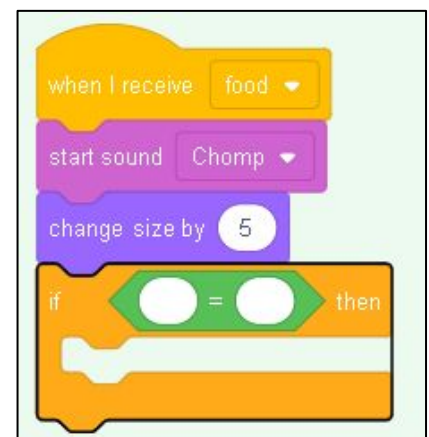 when I receive food
start sound Chomp
change size by 5
if = then